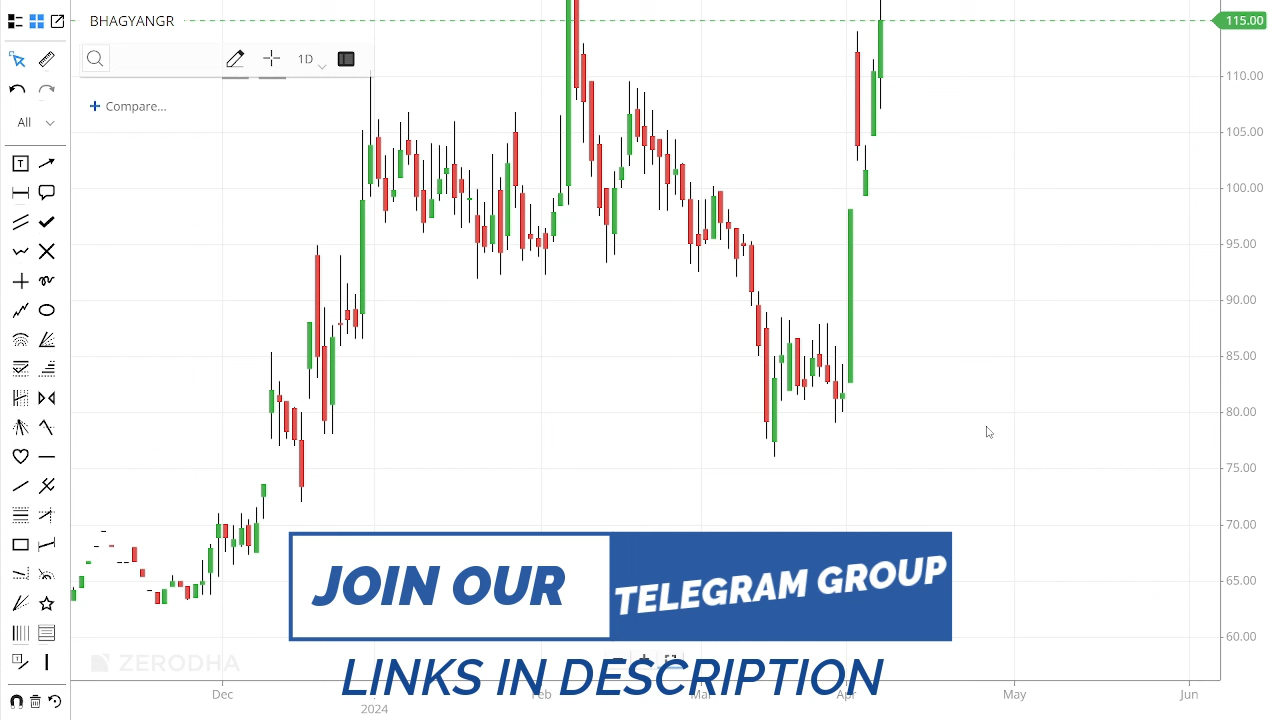 BHAGYANGR
115.00
1D
110.00
+ Compare...
All
105.00
T
100.00
95.00
90.00
85.00
80.00
75.00
70.00
JOIN OUR
TELEGRAM GROUP
65.00
60.00
ZERODHA
LINKS IN DESCRIPTION
Dec
2024
Feb
Mar
Apr
May
Jun